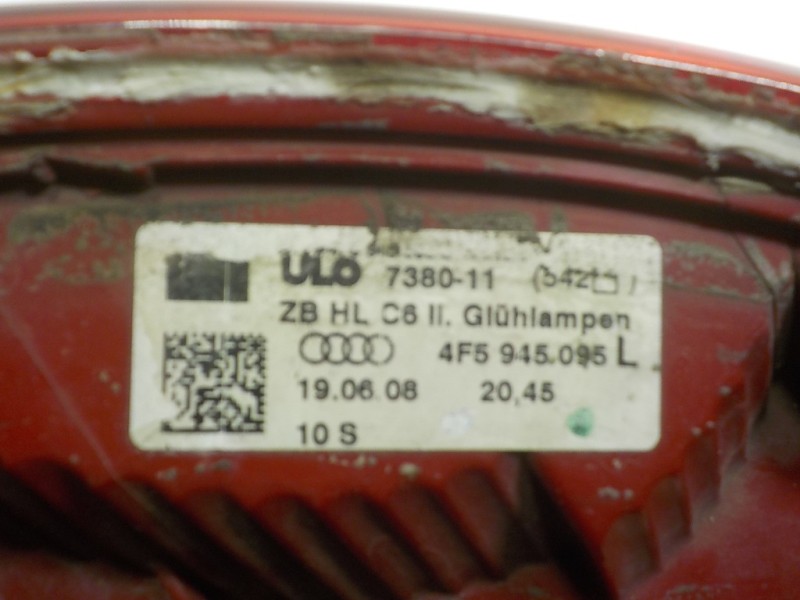 ULO 7380-11
ZB HL C6 II. Glühlampen
4F5 945 095 L
19.06.08 20,45
10 S